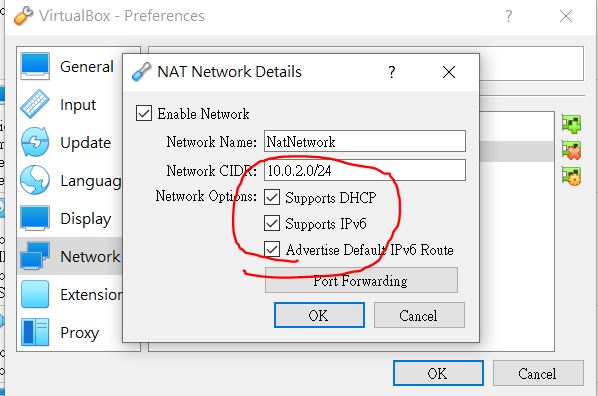 VirtualBox - Preferences
General
Input
Update
Languag
Display
Network
Extension
Proxy
NAT Network Details
Enable Network
Network Name: NatNetwork
Network CIDR: 10.0.2.0/24
Network Options: Supports DHCP
Supports IPv6
Advertise Default IPv6 Route
Port Forwarding
OK Cancel
OK Cancel